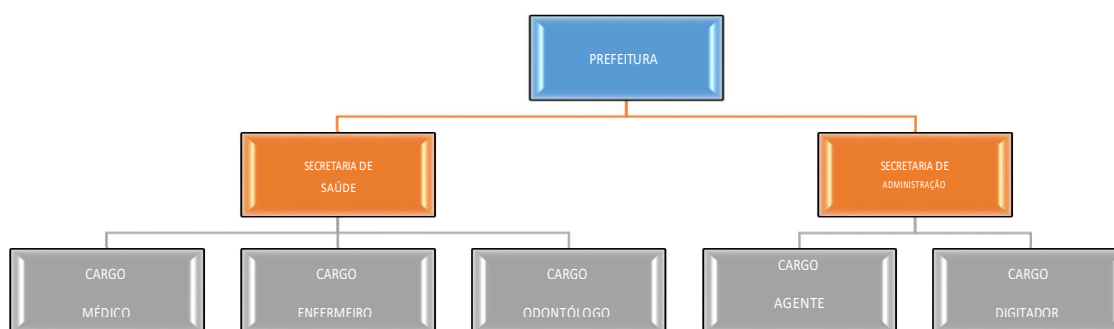 PREFEITURA
SECRETARIA DE
SAÚDE
SECRETARIA DE
ADMINISTRAÇÃO
CARGO
MÉDICO
CARGO
ENFERMEIRO
CARGO
ODONTÓLOGO
CARGO
AGENTE
CARGO
DIGITADOR